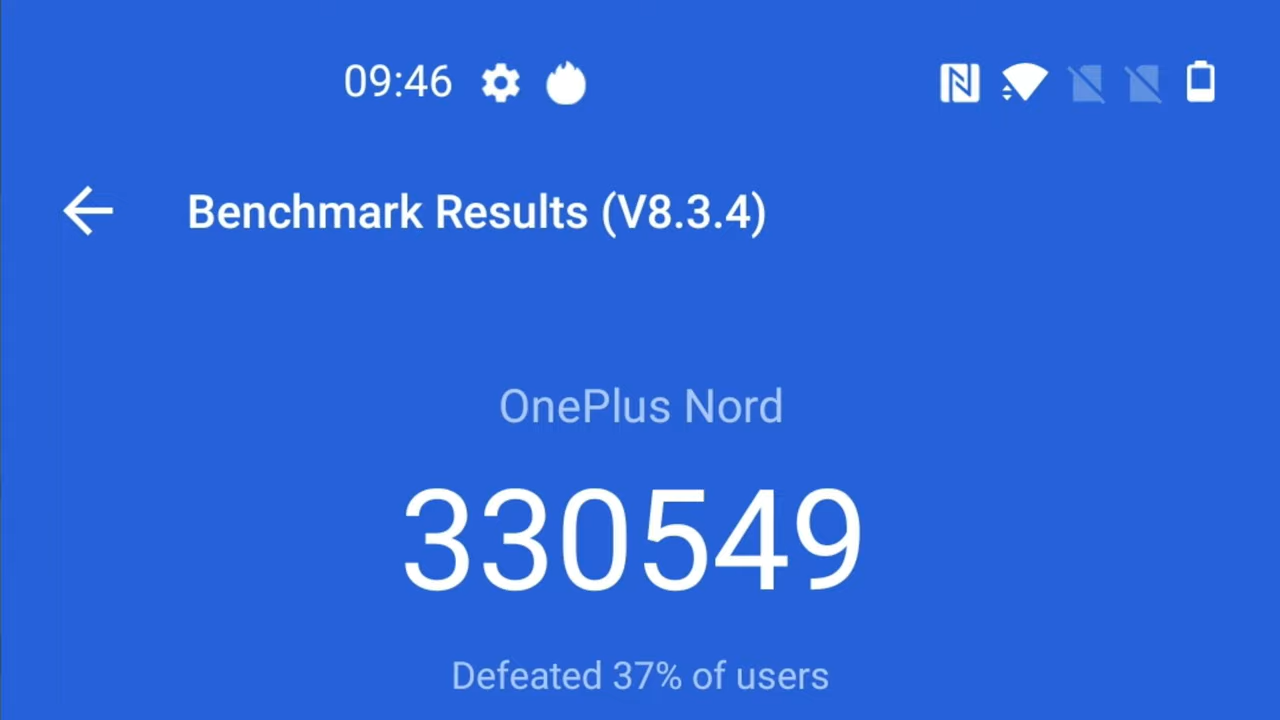 09:46
Benchmark Results (V8.3.4)
OnePlus Nord
330549
Defeated 37% of users